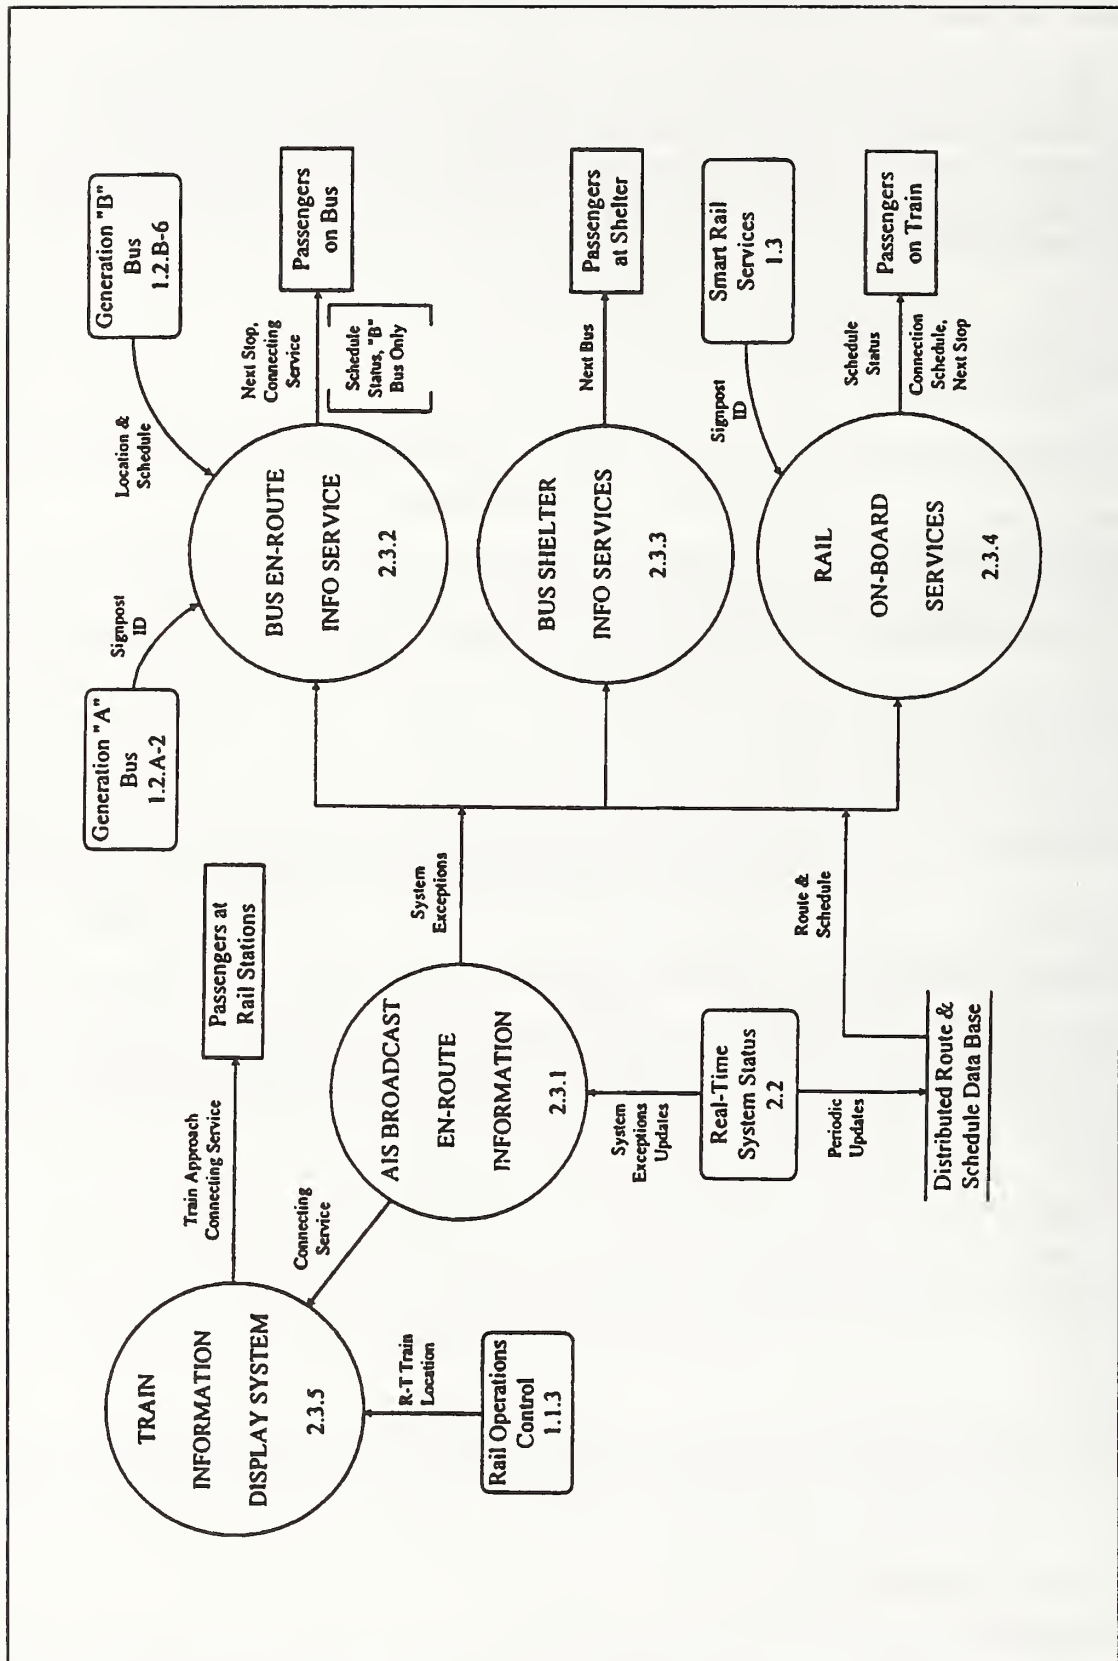 TRAIN
INFORMATION
DISPLAY SYSTEM
2.3.5
Train Approach
Connecting Service
Passengers at
Rail Stations
R-T Train
Location
Rail Operations
Control
1.1.3
Connecting
Service
AIS BROADCAST
EN-ROUTE
INFORMATION
2.3.1
System
Exceptions
System
Exceptions
Updates
Real-Time
System Status
2.2
Periodic
Updates
Distributed Route &
Schedule Data Base
Route &
Schedule
Generation "A"
Bus
1.2.A-2
Signpost
ID
Generation "B"
Bus
1.2.B-6
Location &
Schedule
BUS EN-ROUTE
INFO SERVICE
2.3.2
Next Stop,
Connecting
Service
Schedule
Status, "B"
Bus Only
Passengers
on Bus
BUS SHELTER
INFO SERVICES
2.3.3
Next Bus
Passengers
at Shelter
Smart Rail
Services
1.3
Signpost
ID
RAIL
ON-BOARD
SERVICES
2.3.4
Schedule
Status
Connection
Schedule,
Next Stop
Passengers
on Train